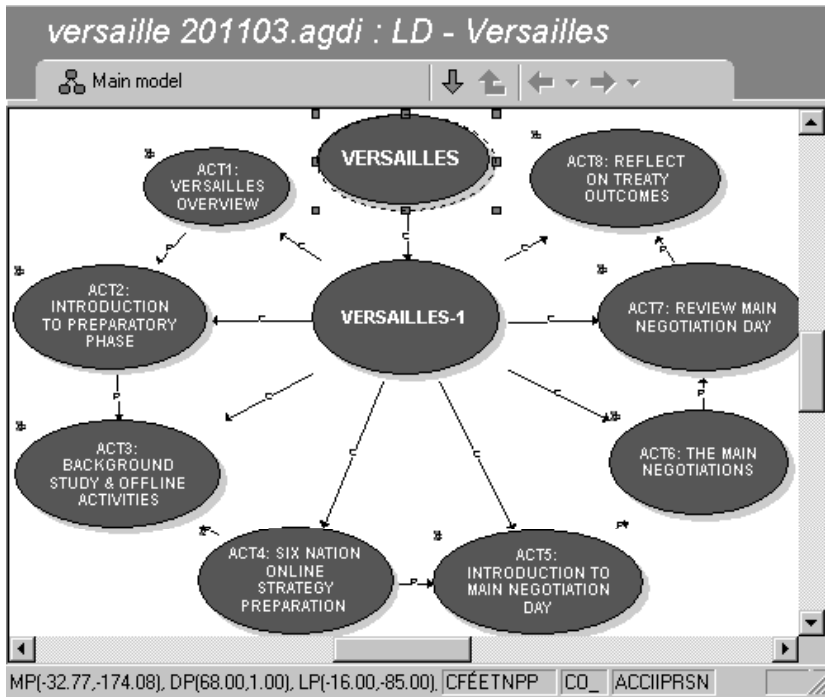 versaille 201103.agdi : LD - Versailles
Main model
VERSAILLES
ACT1:
VERSAILLES
OVERVIEW
ACT8: REFLECT
ON TREATY
OUTCOMES
C
P
C
C
P
ACT2:
INTRODUCTION
TO PREPARATORY
PHASE
C
VERSAILLES-1
C
ACT7: REVIEW MAIN
NEGOTIATION DAY
P
C
C
P
ACT3:
BACKGROUND
STUDY & OFFLINE
ACTIVITIES
C
C
ACT6: THE MAIN
NEGOTIATIONS
P
P
ACT4: SIX NATION
ONLINE
STRATEGY
PREPARATION
P
ACT5:
INTRODUCTION TO
MAIN NEGOTIATION
DAY
MP(-32.77,-174.08), DP(68.00,1.00), LP(-16.00,-85.00), CFÉETNPP CO_ ACCIIPRSN